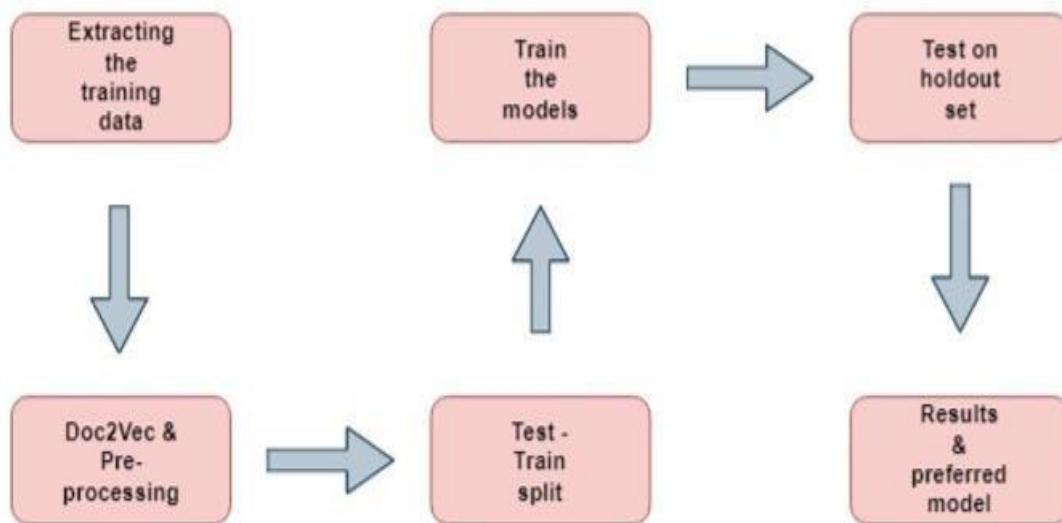 Extracting
the
training
data
Doc2Vec &
Pre-
processing
Test -
Train
split
Train
the
models
Test on
holdout
set
Results
&
preferred
model